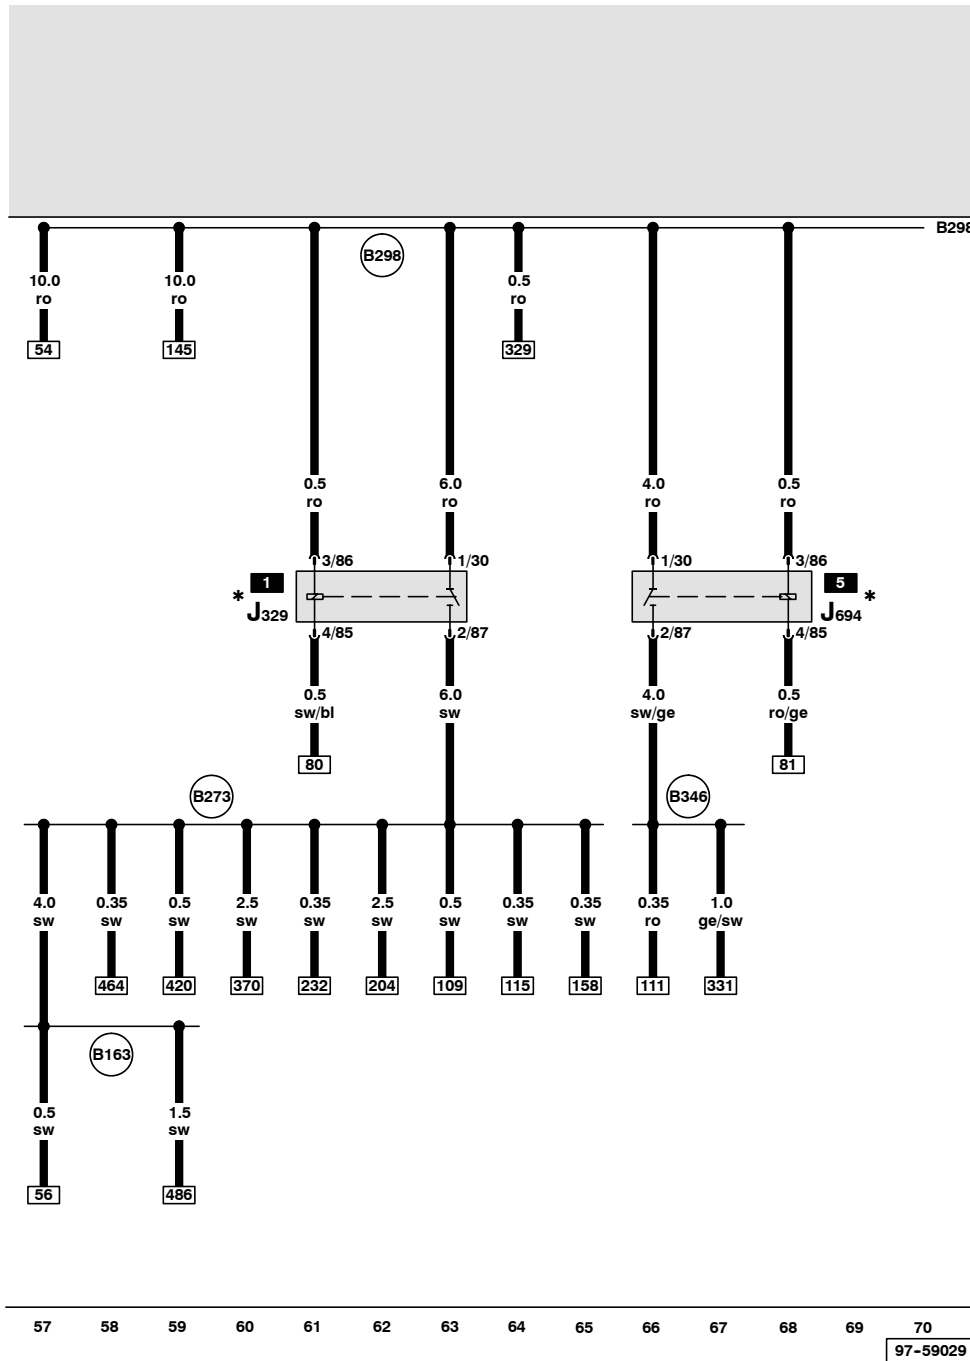 B298
B298
10.0 10.0 0.5
ro ro ro
54 145 329
0.5 6.0 4.0 0.5
ro ro ro ro
3/86 1/30 1/30 3/86
1 5
* J329 J694 *
4/85 2/87 2/87 4/85
0.5 6.0 4.0 0.5
sw/bl sw sw/ge ro/ge
80 81
B273 B346
4.0 0.35 0.5 2.5 0.35 2.5 0.5 0.35 0.35 0.35 1.0
sw sw sw sw sw sw sw sw sw ro ge/sw
464 420 370 232 204 109 115 158 111 331
B163
0.5 1.5
sw sw
56 486
57 58 59 60 61 62 63 64 65 66 67 68 69 70
97-59029